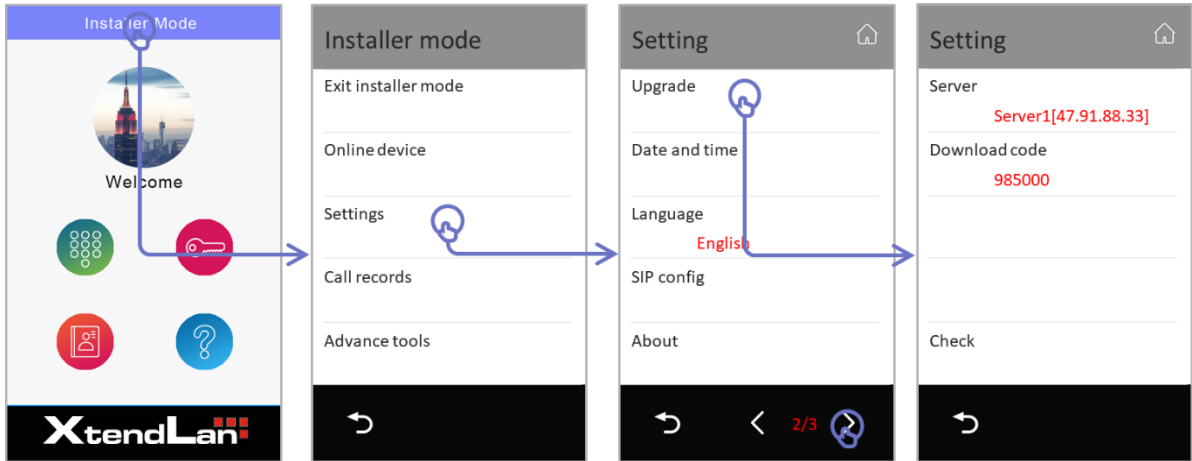 Installer Mode
Welcome
XtendLan
Installer mode
Exit installer mode
Online device
Settings
Call records
Advance tools
Setting
Upgrade
Date and time
Language
English
SIP config
About
2/3
Setting
Server
Server1[47.91.88.33]
Download code
985000
Check